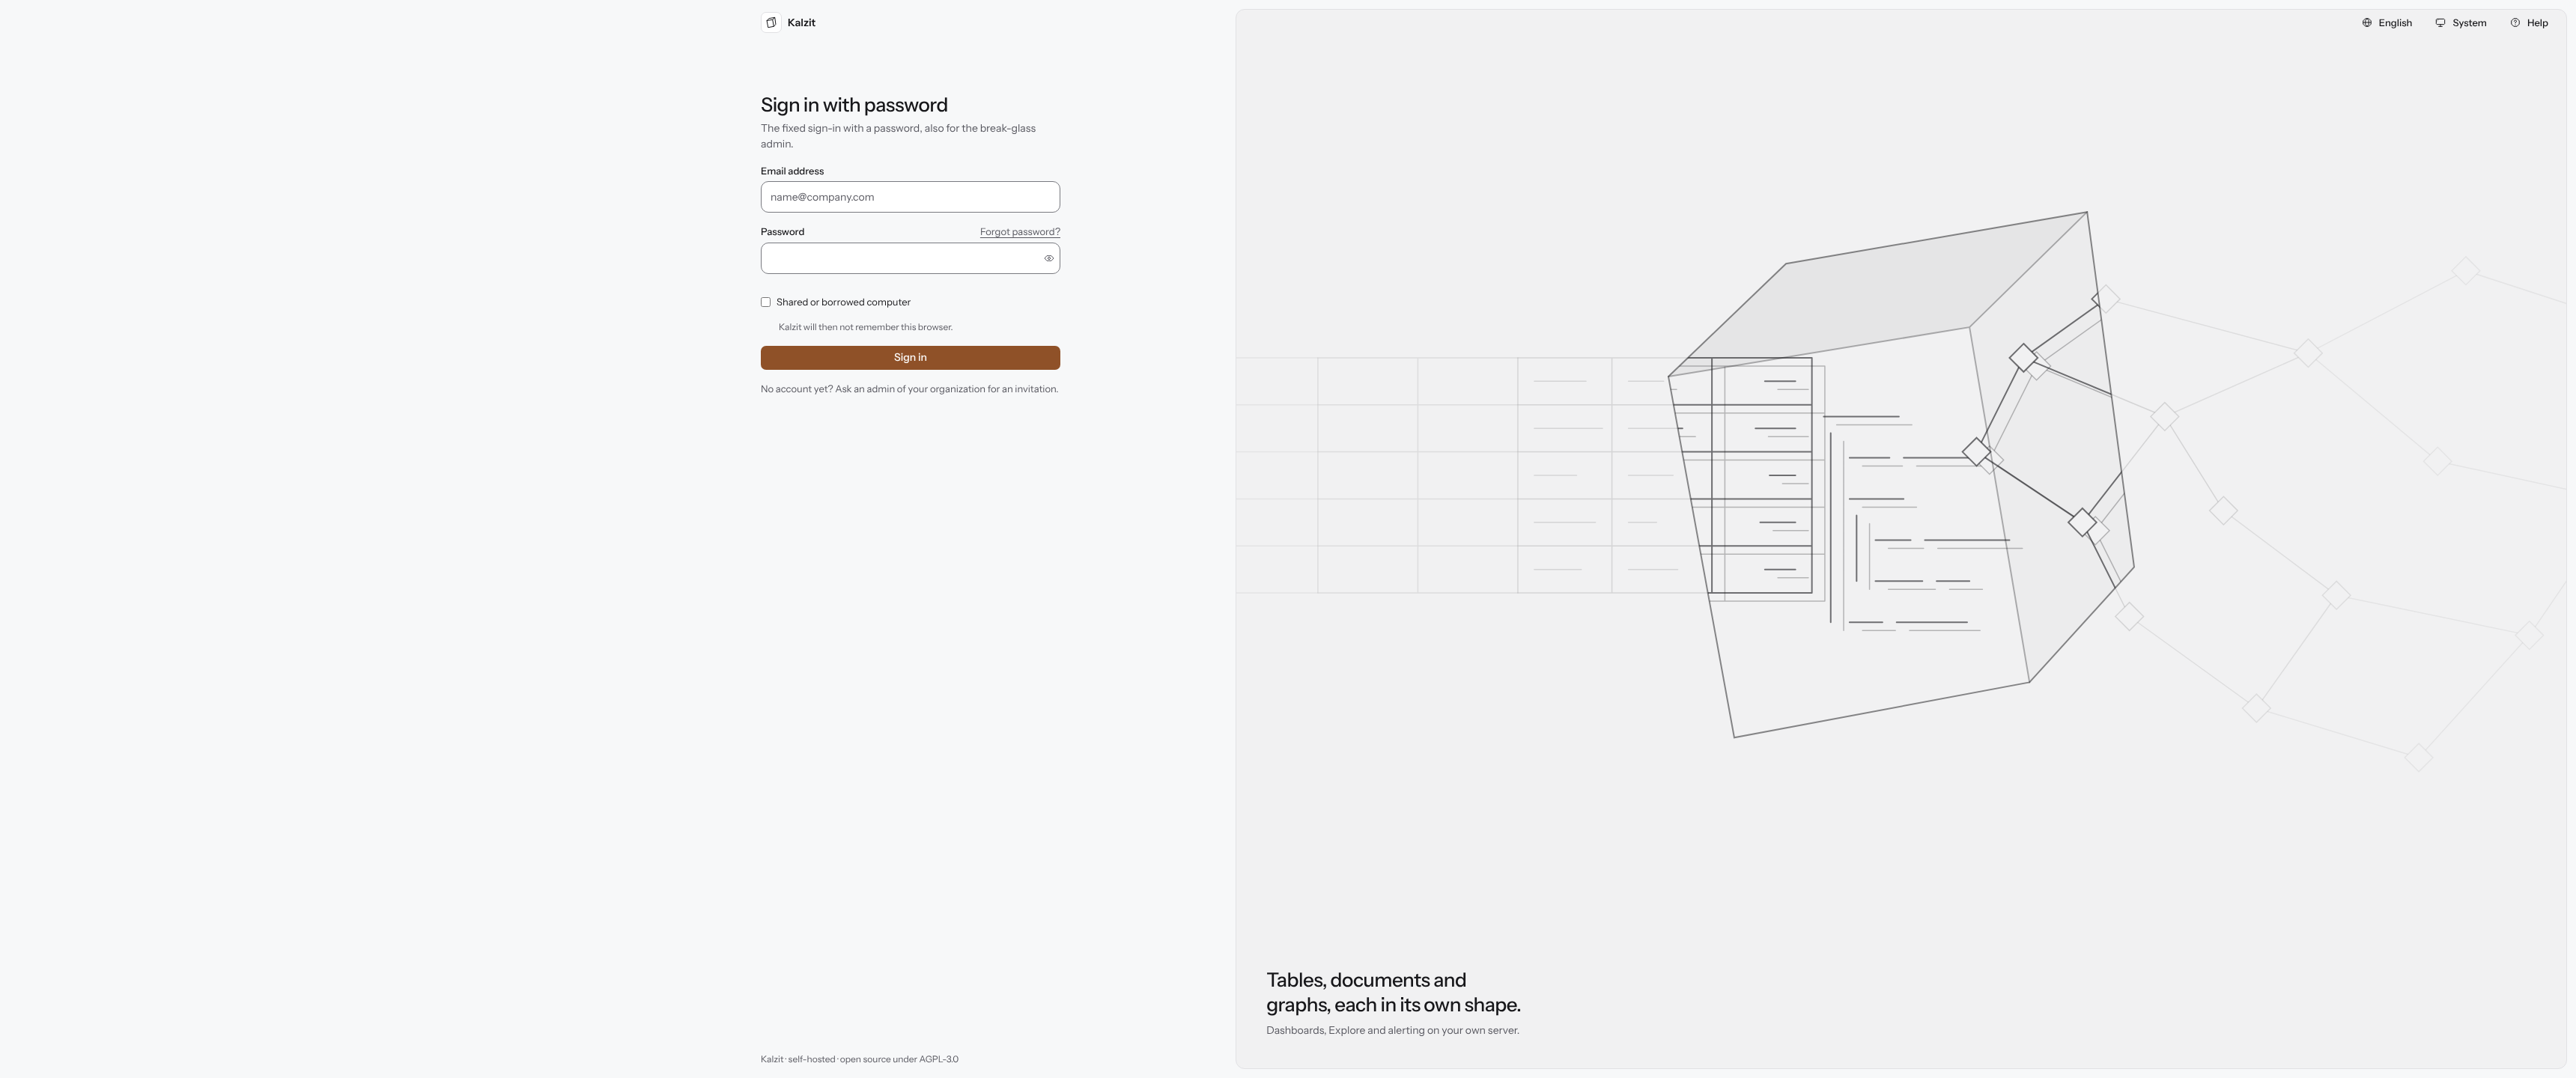 Kalzit
English
System
Help
Sign in with password
The fixed sign-in with a password, also for the break-glass
admin.
Email address
name@company.com
Password
Forgot password?
Shared or borrowed computer
Kalzit will then not remember this browser.
Sign in
No account yet? Ask an admin of your organization for an invitation.
Tables, documents and
graphs, each in its own shape.
Dashboards, Explore and alerting on your own server.
Kalzit · self-hosted · open source under AGPL-3.0